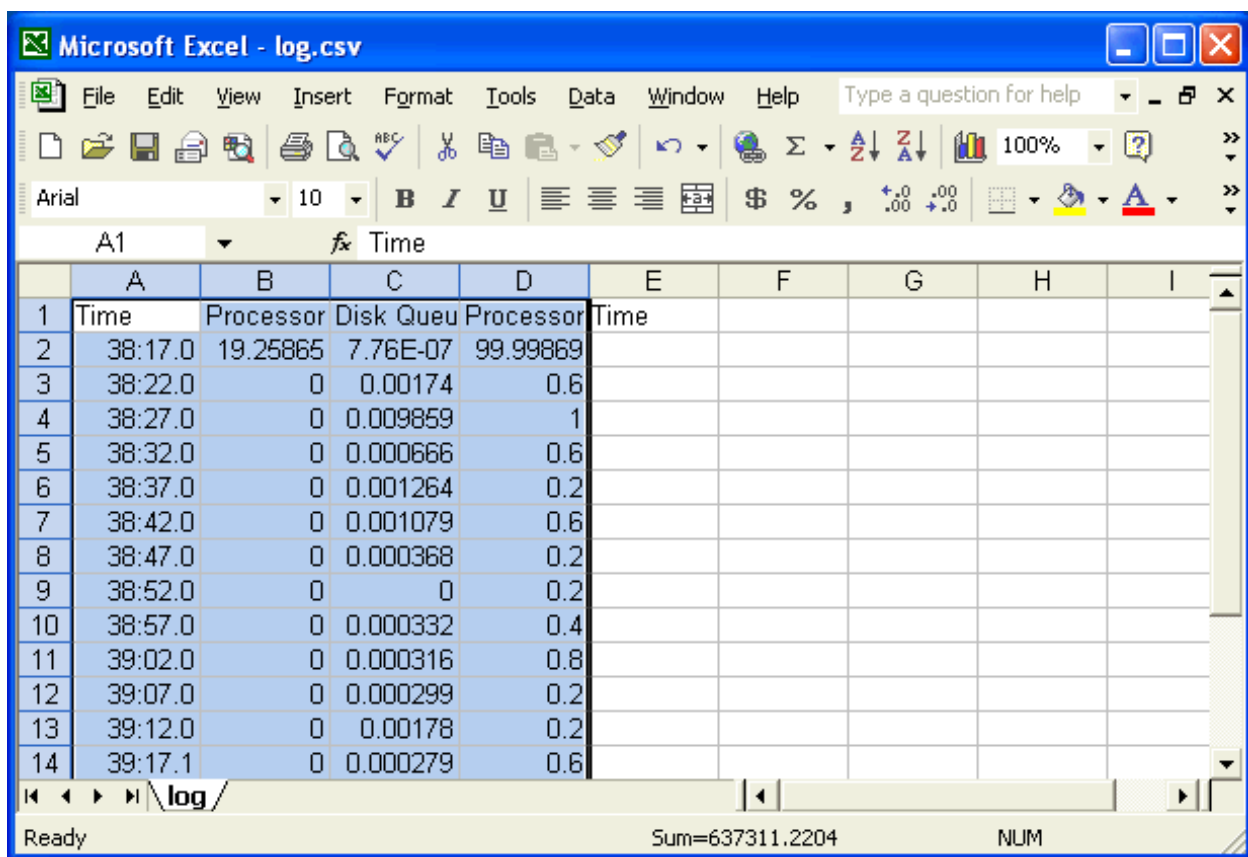 Microsoft Excel - log.csv
File Edit View Insert Format Tools Data Window Help Type a question for help
ABC Σ A Z Z A 100% ?
Arial 10 B I U a $ % , .0 .00 .00 .0 A
A1 fx Time
A B C D E F G H I
1 Time Processor Disk Queu Processor Time
2 38:17.0 19.25865 7.76E-07 99.99869
3 38:22.0 0 0.00174 0.6
4 38:27.0 0 0.009859 1
5 38:32.0 0 0.000666 0.6
6 38:37.0 0 0.001264 0.2
7 38:42.0 0 0.001079 0.6
8 38:47.0 0 0.000368 0.2
9 38:52.0 0 0 0.2
10 38:57.0 0 0.000332 0.4
11 39:02.0 0 0.000316 0.8
12 39:07.0 0 0.000299 0.2
13 39:12.0 0 0.00178 0.2
14 39:17.1 0 0.000279 0.6
log
Ready Sum=637311.2204 NUM